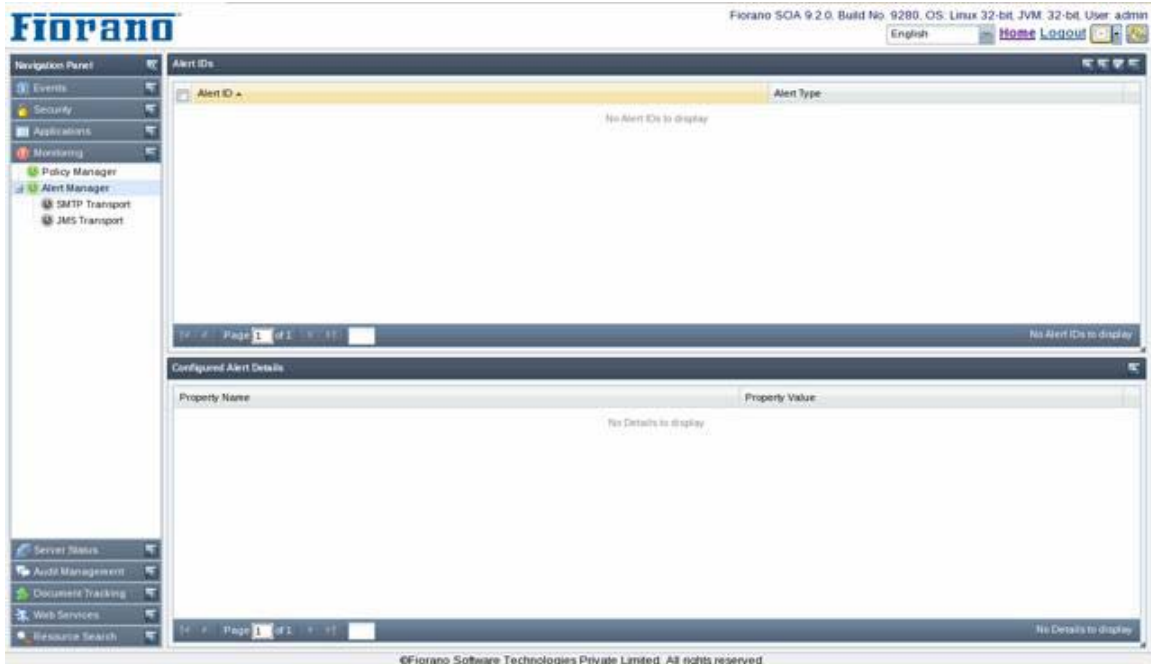 Fiorano
Fiorano SOA 9.2.0, Build No. 9280, OS: Linux 32-bit, JVM: 32-bit, User: admin
English Home Logout
Navigation Panel
Events
Security
Applications
Monitoring
Policy Manager
Alert Manager
SMTP Transport
JMS Transport
Server Status
Audit Management
Document Tracking
Web Services
Resource Search
Alert IDs
Alert ID Alert Type
No Alert IDs to display
Page 1 of 1 No Alert IDs to display
Configured Alert Details
Property Name Property Value
No Details to display
Page 1 of 1 No Details to display
©Fiorano Software Technologies Private Limited. All rights reserved